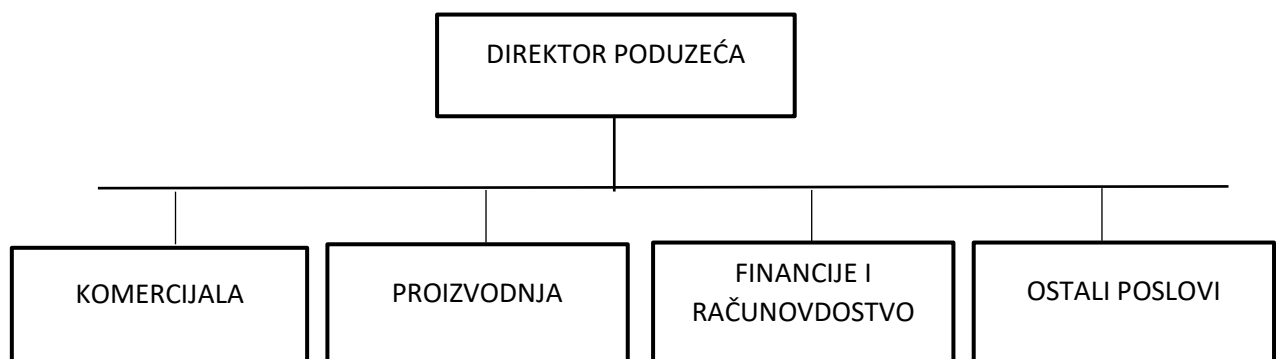 DIREKTOR PODUZEĆA
KOMERCIJALA
PROIZVODNJA
FINANCIJE I
RAČUNOVDOSTVO
OSTALI POSLOVI